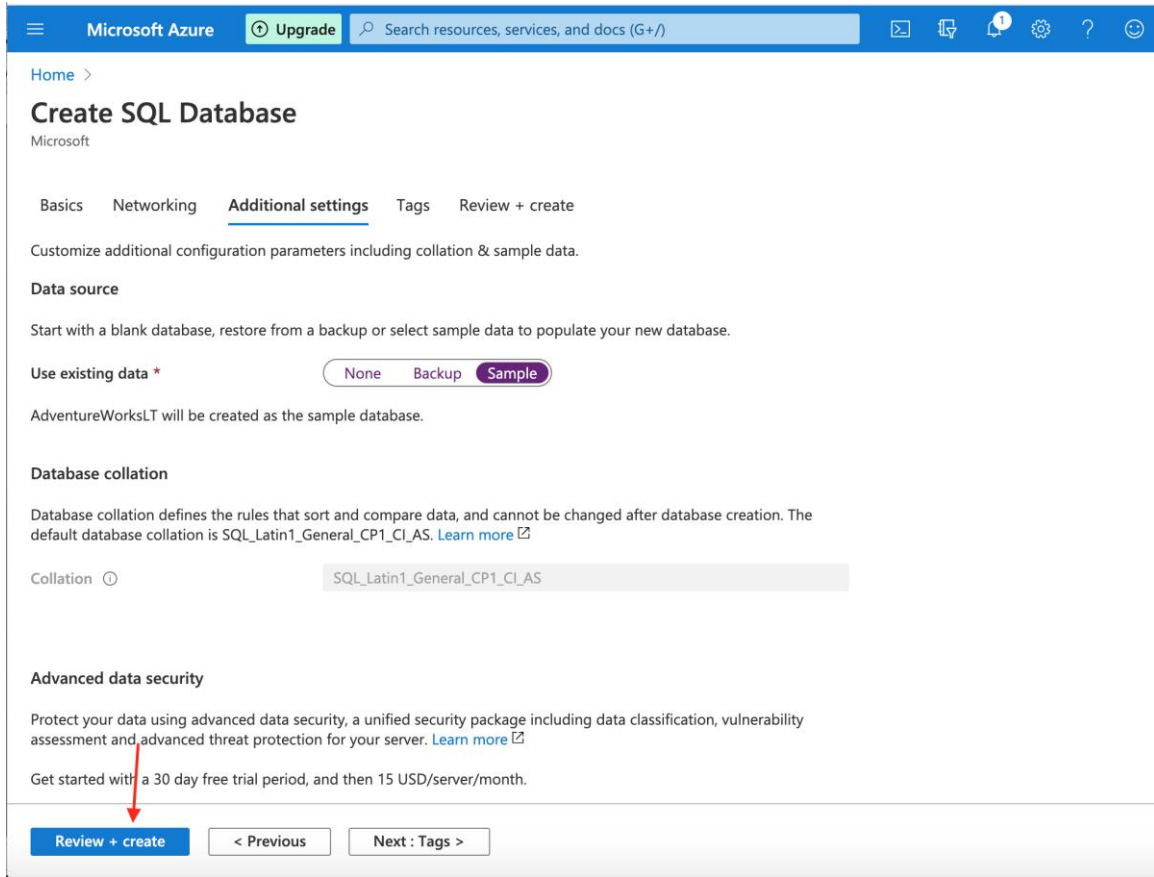 Microsoft Azure
Upgrade
Search resources, services, and docs (G+/)
1
Home >
Create SQL Database
Microsoft
Basics Networking Additional settings Tags Review + create
Customize additional configuration parameters including collation & sample data.
Data source
Start with a blank database, restore from a backup or select sample data to populate your new database.
Use existing data * None Backup Sample
AdventureWorksLT will be created as the sample database.
Database collation
Database collation defines the rules that sort and compare data, and cannot be changed after database creation. The
default database collation is SQL_Latin1_General_CP1_CI_AS. Learn more
Collation SQL_Latin1_General_CP1_CI_AS
Advanced data security
Protect your data using advanced data security, a unified security package including data classification, vulnerability
assessment and advanced threat protection for your server. Learn more
Get started with a 30 day free trial period, and then 15 USD/server/month.
Review + create < Previous Next : Tags >